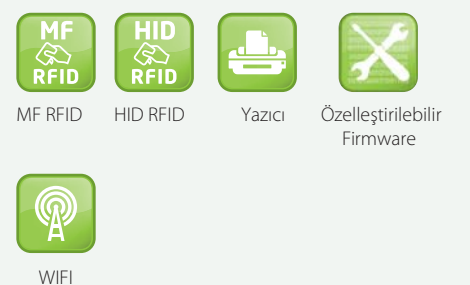 MF
RFID
HID
RFID
MF RFID
HID RFID
Yazıcı
Özelleştirilebilir
Firmware
WIFI